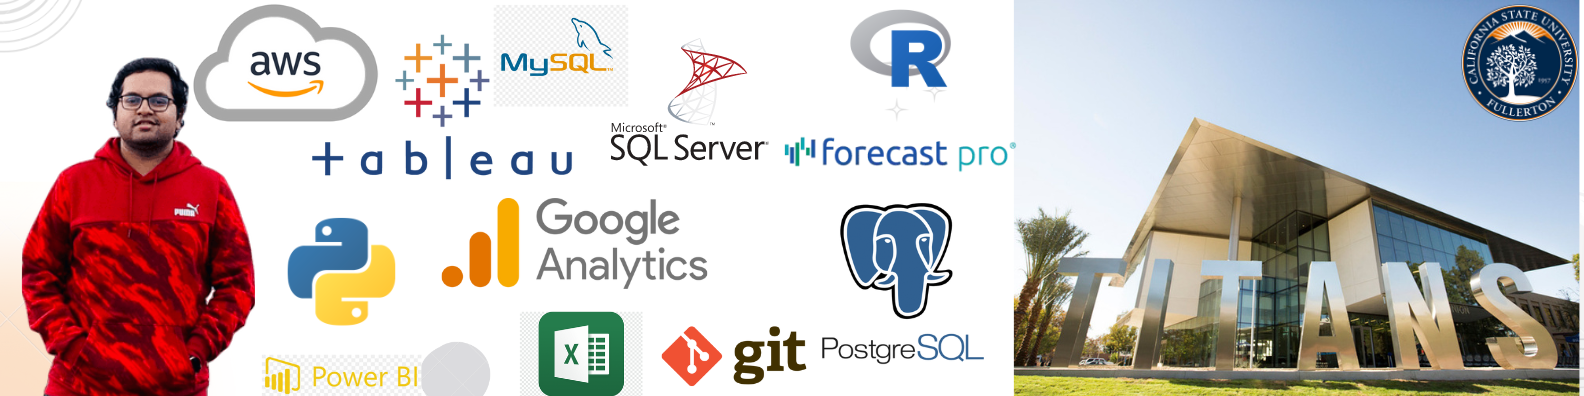 aws
MySQL™
R
Microsoft®
SQL Server®
forecast pro®
tableau
PUMA
Google
Analytics
Power BI
X
git
PostgreSQL
CALIFORNIA STATE UNIVERSITY
FULLERTON
1957
TITANS